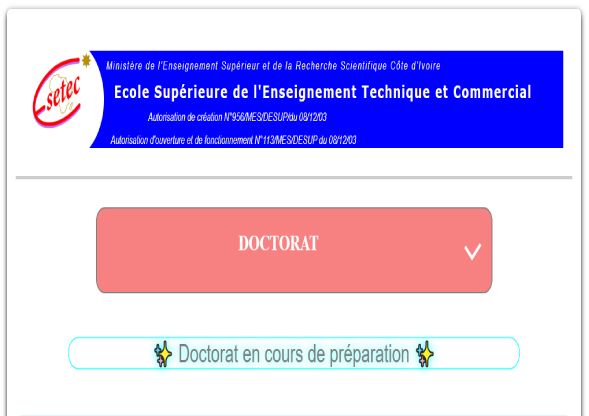 esetec
Ministère de l'Enseignement Supérieur et de la Recherche Scientifique Côte d'Ivoire
Ecole Supérieure de l'Enseignement Technique et Commercial
Autorisation de création N°956/MES/DESUP/du 08/12/03
Autorisation d'ouverture et de fonctionnement N°113/MES/DESUP du 08/12/03
DOCTORAT
✨ Doctorat en cours de préparation ✨